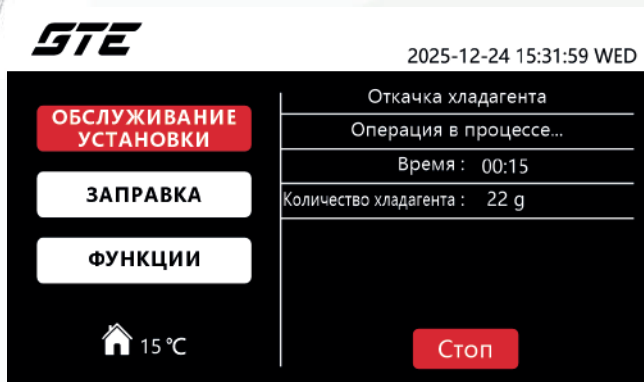 GTE
2025-12-24 15:31:59 WED
ОБСЛУЖИВАНИЕ
УСТАНОВКИ
ЗАПРАВКА
ФУНКЦИИ
15 ℃
Откачка хладагента
Операция в процессе...
Время : 00:15
Количество хладагента : 22 g
Стоп